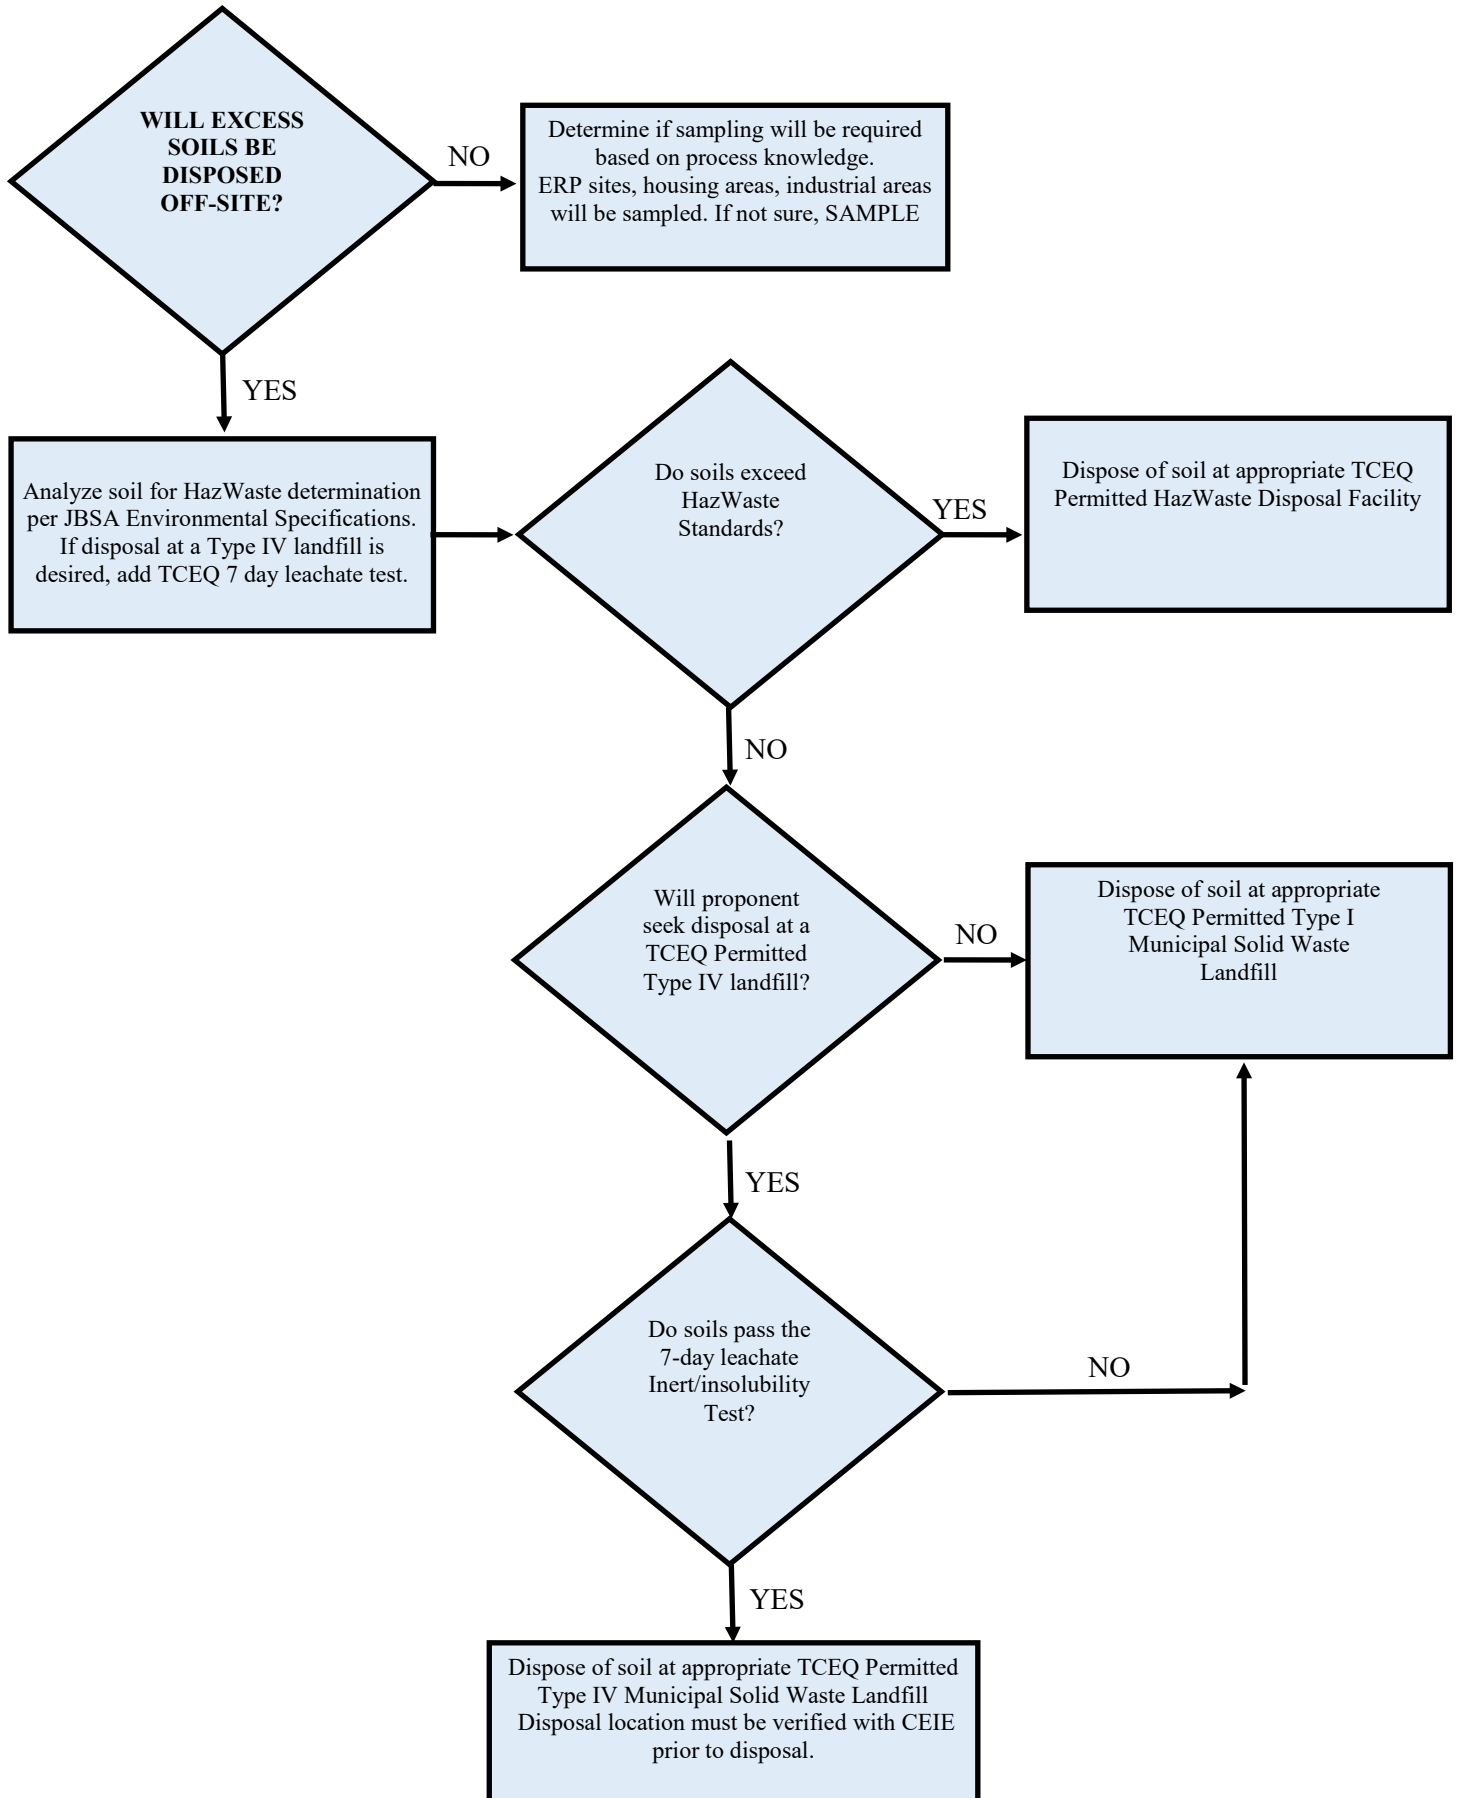 WILL EXCESS
SOILS BE
DISPOSED
OFF-SITE?
NO
Determine if sampling will be required
based on process knowledge.
ERP sites, housing areas, industrial areas
will be sampled. If not sure, SAMPLE
YES
Analyze soil for HazWaste determination
per JBSA Environmental Specifications.
If disposal at a Type IV landfill is
desired, add TCEQ 7 day leachate test.
Do soils exceed
HazWaste
Standards?
YES
Dispose of soil at appropriate TCEQ
Permitted HazWaste Disposal Facility
NO
Will proponent
seek disposal at a
TCEQ Permitted
Type IV landfill?
NO
Dispose of soil at appropriate
TCEQ Permitted Type I
Municipal Solid Waste
Landfill
YES
Do soils pass the
7-day leachate
Inert/insolubility
Test?
NO
YES
Dispose of soil at appropriate TCEQ Permitted
Type IV Municipal Solid Waste Landfill
Disposal location must be verified with CEIE
prior to disposal.